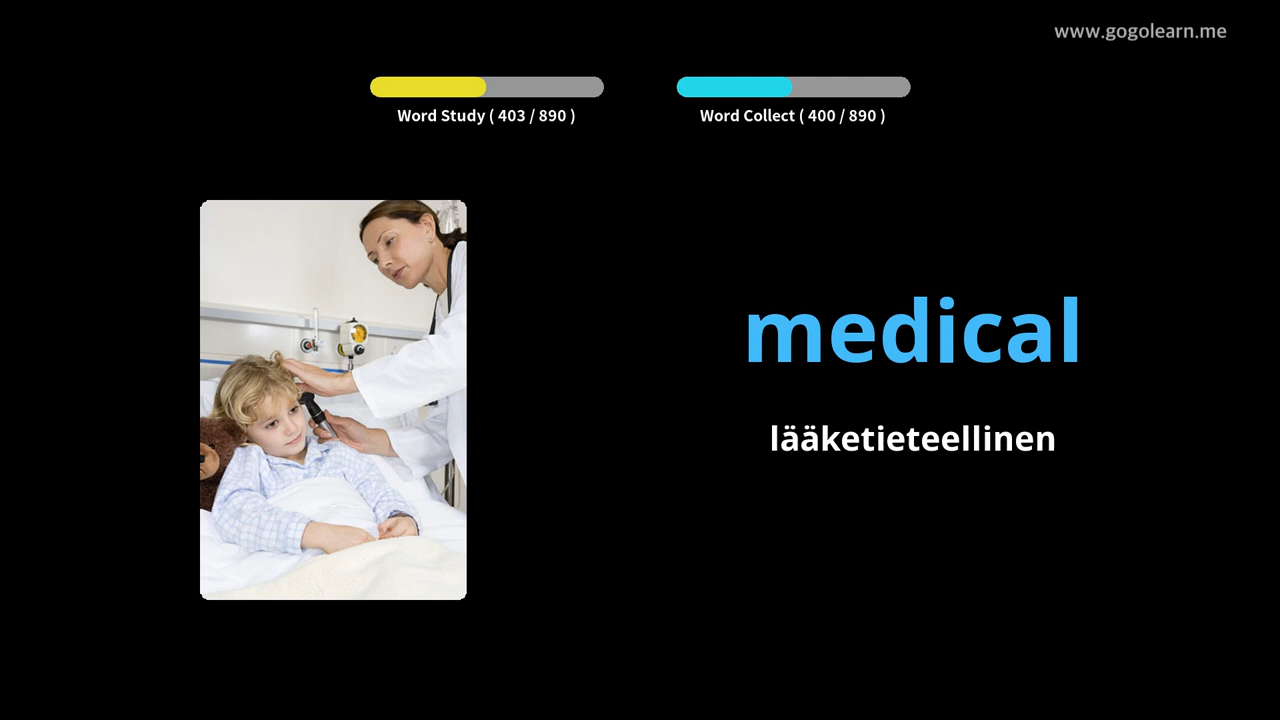 www.gogolearn.me
Word Study ( 403 / 890 )
Word Collect ( 400 / 890 )
medical
lääketieteellinen